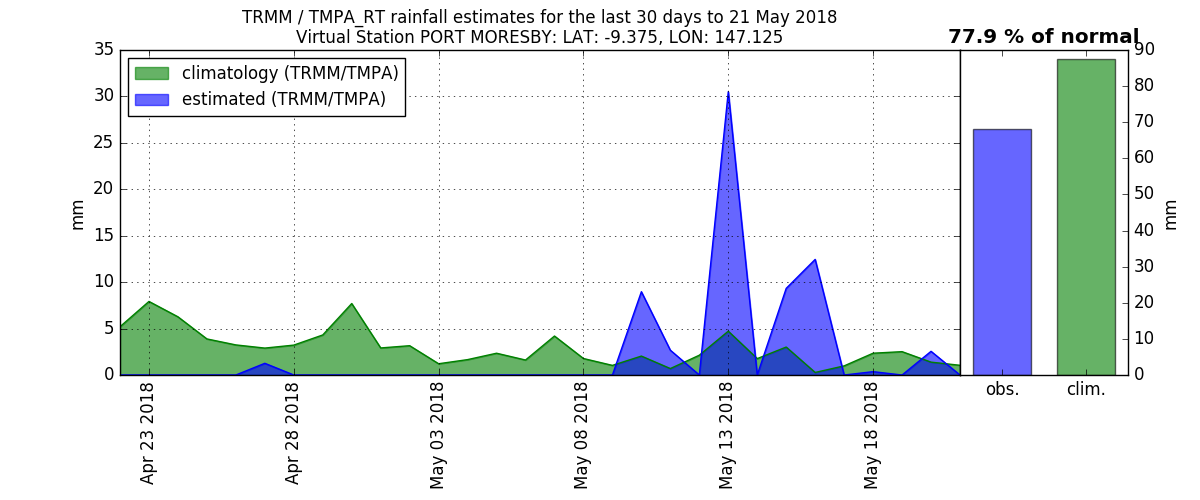 TRMM / TMPA_RT rainfall estimates for the last 30 days to 21 May 2018
Virtual Station PORT MORESBY: LAT: -9.375, LON: 147.125
77.9 % of normal
climatology (TRMM/TMPA)
estimated (TRMM/TMPA)
35
30
25
20
15
10
5
0
mm
Apr 23 2018
Apr 28 2018
May 03 2018
May 08 2018
May 13 2018
May 18 2018
90
80
70
60
50
40
30
20
10
0
mm
obs.
clim.